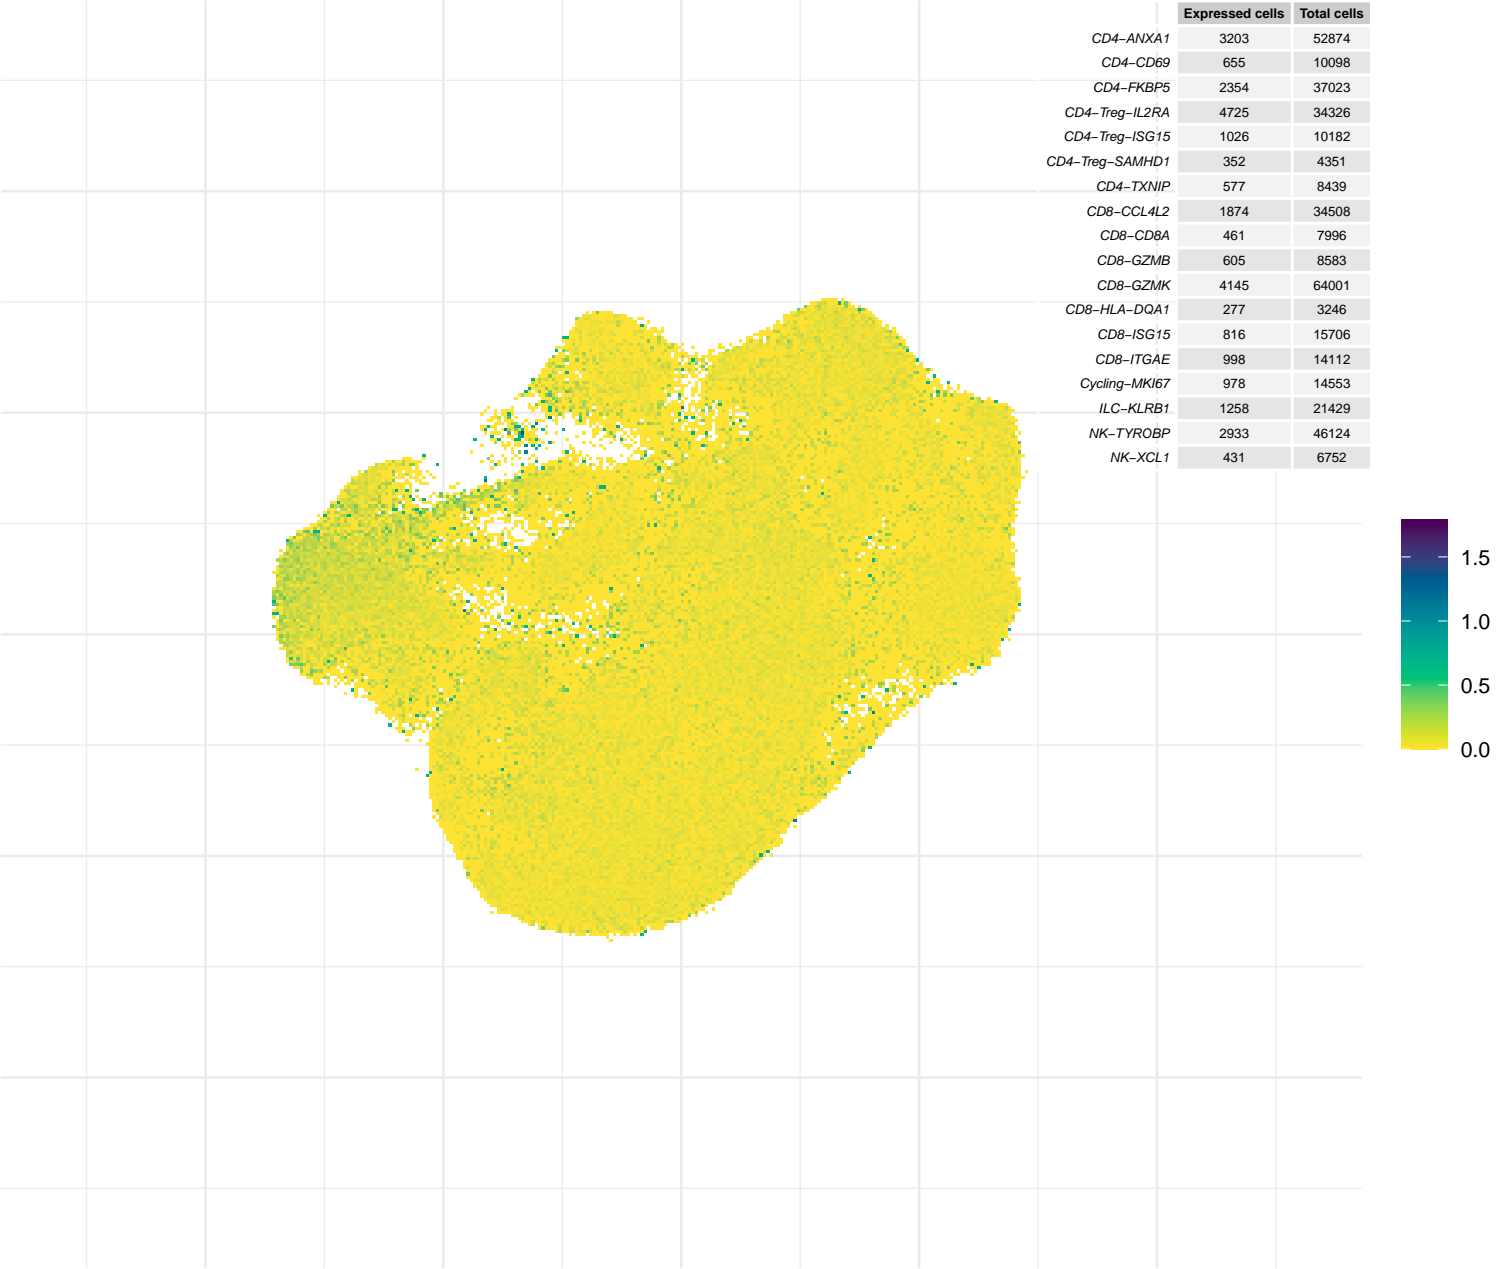 Expressed cells Total cells
CD4−ANXA1 3203 52874
CD4−CD69 655 10098
CD4−FKBP5 2354 37023
CD4−Treg−IL2RA 4725 34326
CD4−Treg−ISG15 1026 10182
CD4−Treg−SAMHD1 352 4351
CD4−TXNIP 577 8439
CD8−CCL4L2 1874 34508
CD8−CD8A 461 7996
CD8−GZMB 605 8583
CD8−GZMK 4145 64001
CD8−HLA−DQA1 277 3246
CD8−ISG15 816 15706
CD8−ITGAE 998 14112
Cycling−MKI67 978 14553
ILC−KLRB1 1258 21429
NK−TYROBP 2933 46124
NK−XCL1 431 6752
1.5
1.0
0.5
0.0